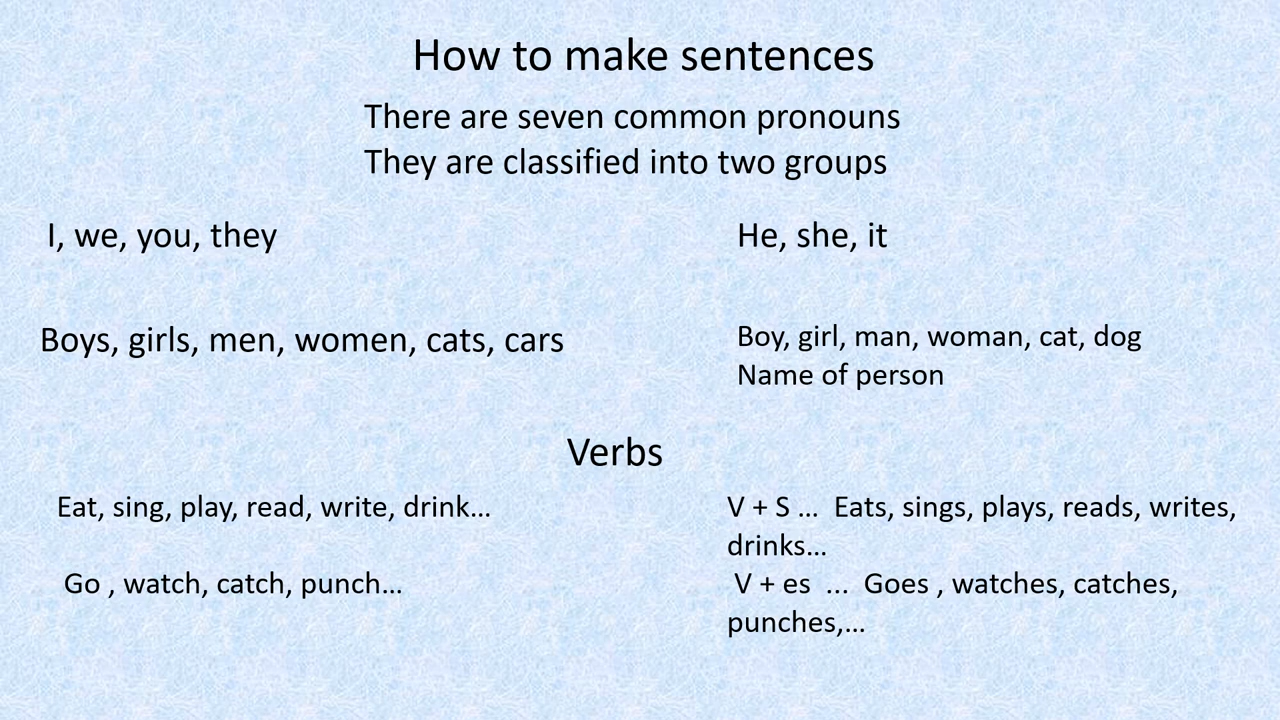 How to make sentences
There are seven common pronouns
They are classified into two groups
I, we, you, they
He, she, it
Boys, girls, men, women, cats, cars
Boy, girl, man, woman, cat, dog
Name of person
Verbs
Eat, sing, play, read, write, drink…
V + S … Eats, sings, plays, reads, writes,
drinks…
Go , watch, catch, punch…
V + es ... Goes , watches, catches,
punches,…